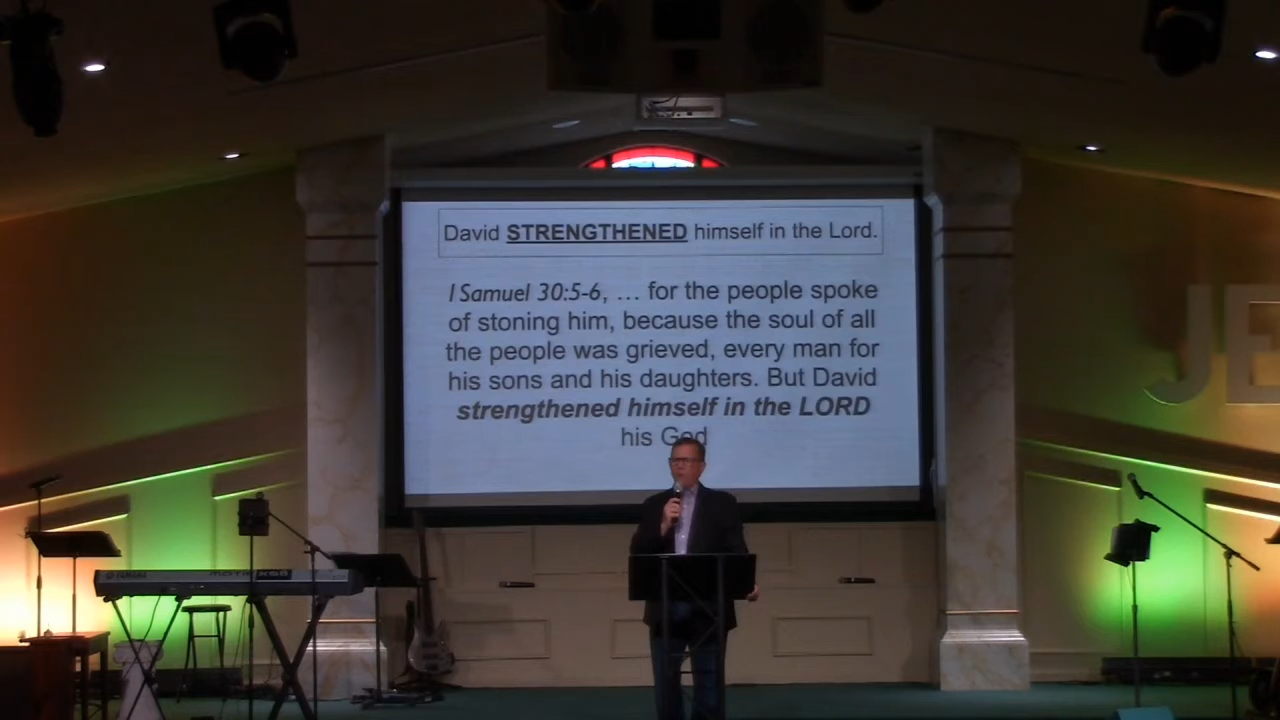 David STRENGTHENED himself in the Lord.
I Samuel 30:5-6, … for the people spoke
of stoning him, because the soul of all
the people was grieved, every man for
his sons and his daughters. But David
strengthened himself in the LORD
his God
JE
YAMAHA